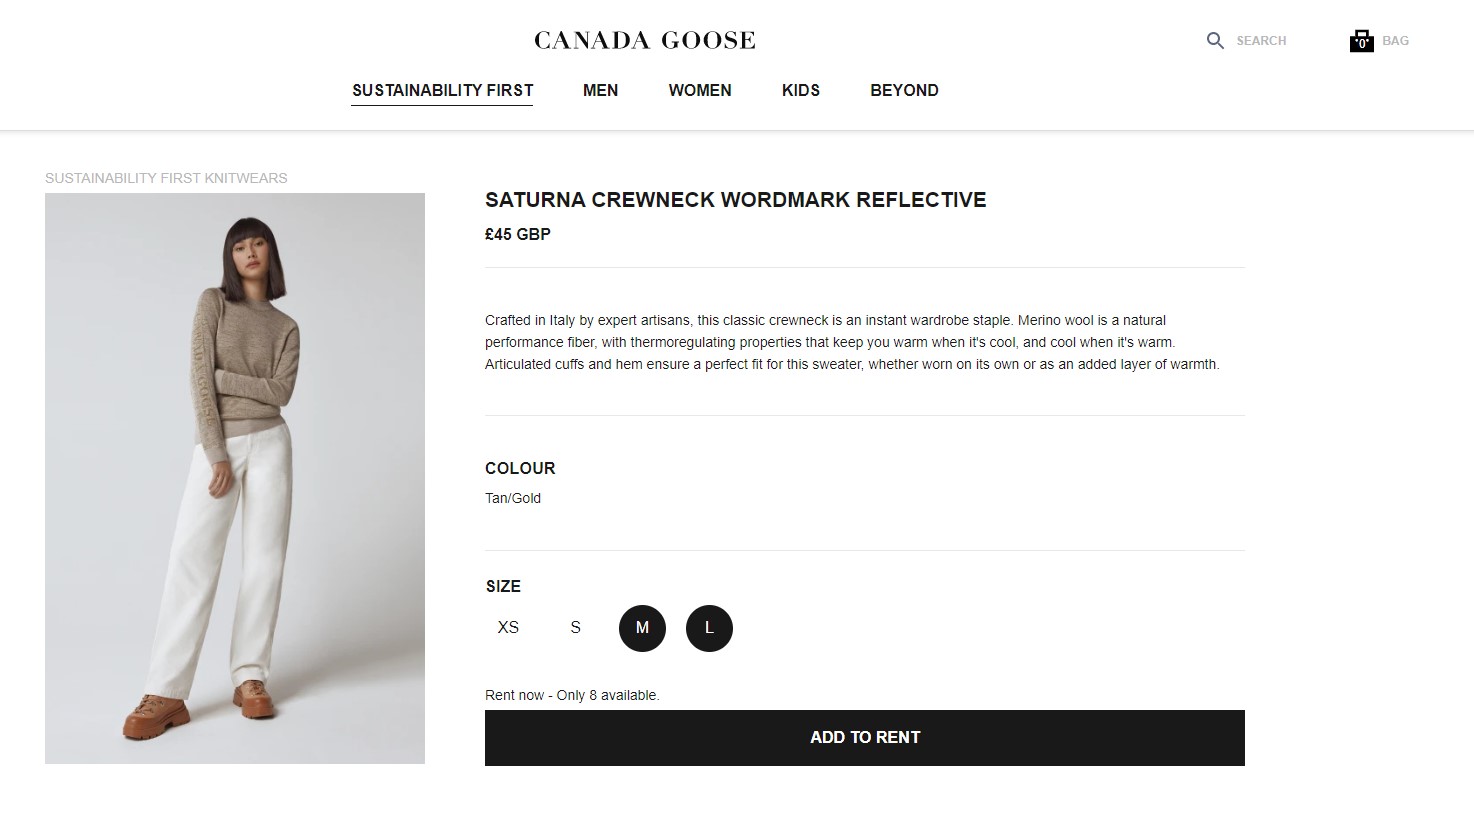 CANADA GOOSE
SEARCH
0
BAG
SUSTAINABILITY FIRST
MEN
WOMEN
KIDS
BEYOND
SUSTAINABILITY FIRST KNITWEARS
SATURNA CREWNECK WORDMARK REFLECTIVE
£45 GBP
Crafted in Italy by expert artisans, this classic crewneck is an instant wardrobe staple. Merino wool is a natural
performance fiber, with thermoregulating properties that keep you warm when it's cool, and cool when it's warm.
Articulated cuffs and hem ensure a perfect fit for this sweater, whether worn on its own or as an added layer of warmth.
COLOUR
Tan/Gold
SIZE
XS
S
M
L
Rent now - Only 8 available.
ADD TO RENT